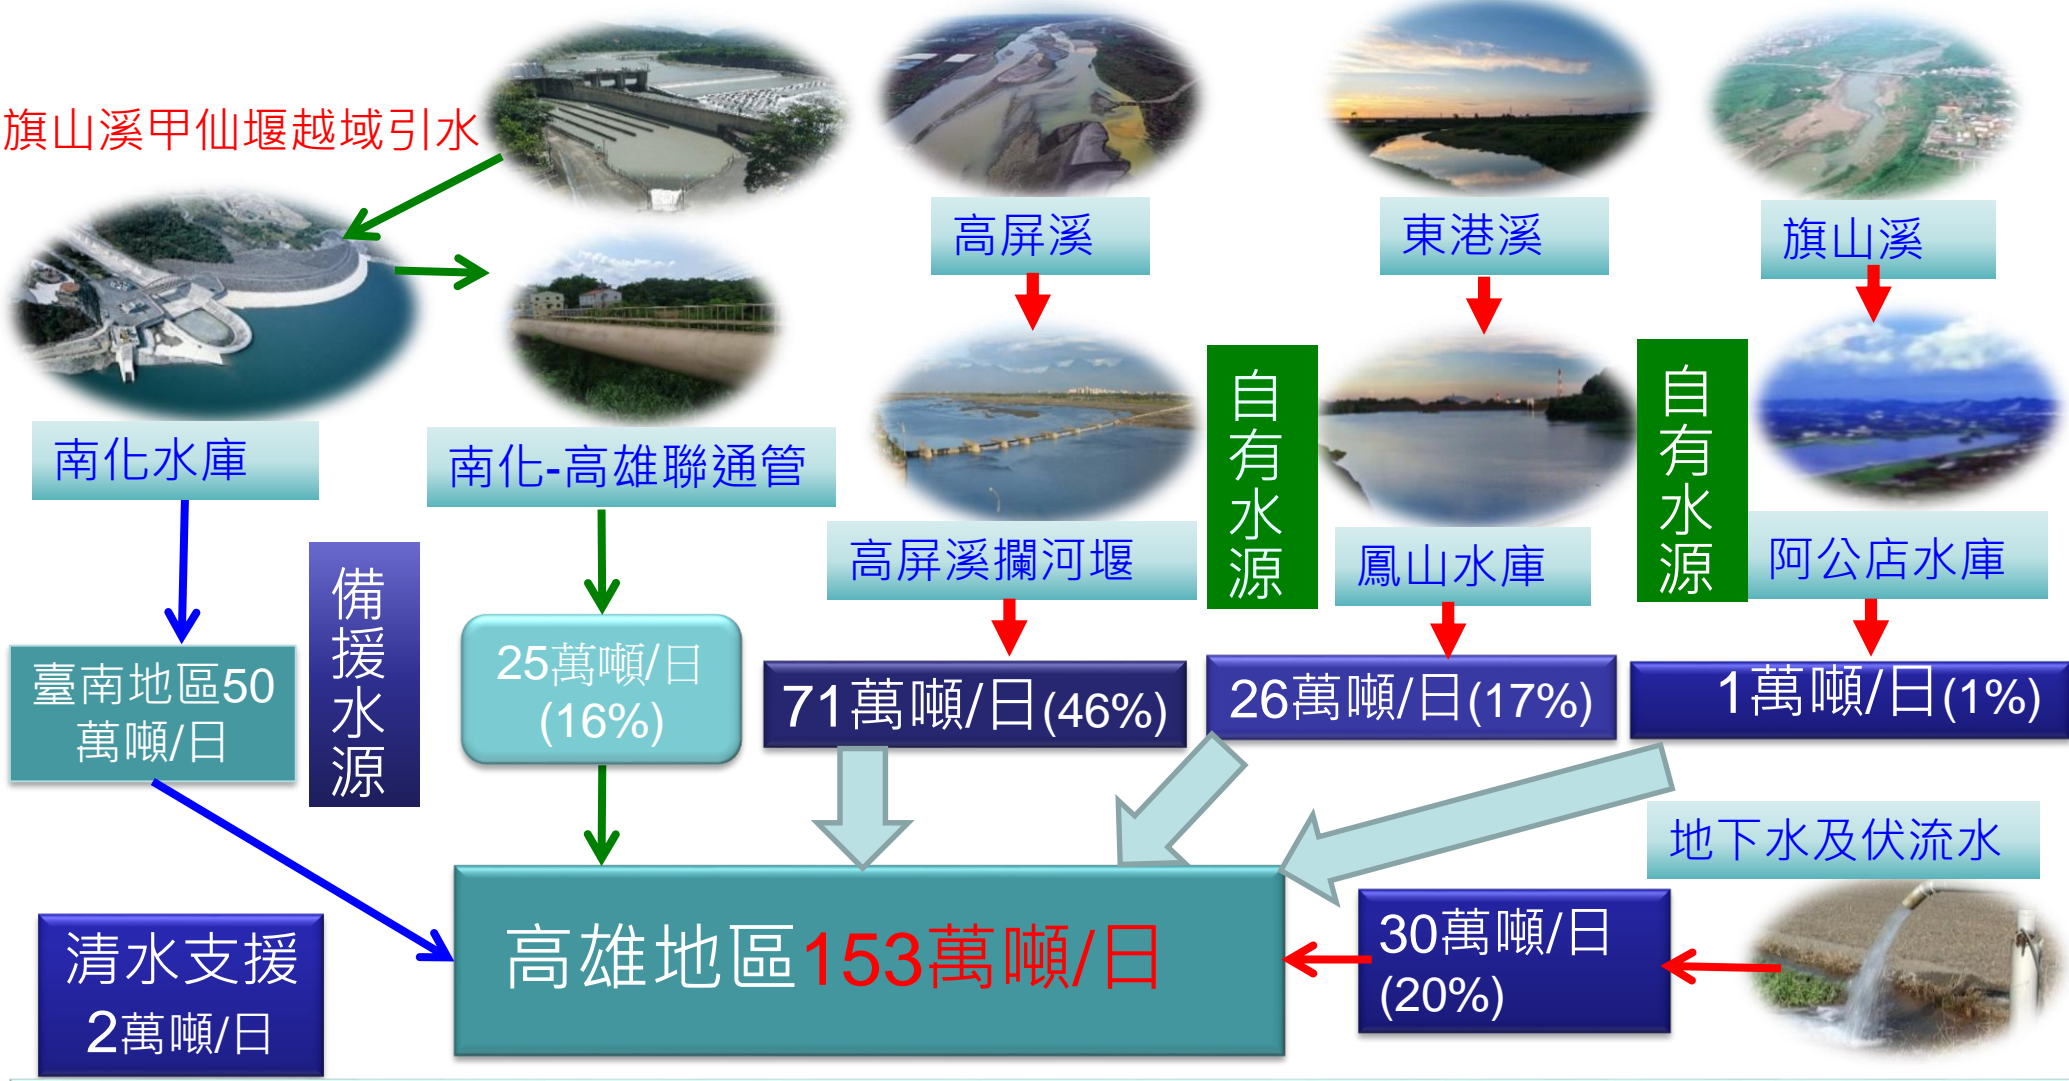 旗山溪甲仙堰越域引水
高屏溪
東港溪
旗山溪
南化水庫
南化-高雄聯通管
自有水源
自有水源
高屏溪攔河堰
鳳山水庫
阿公店水庫
備援水源
臺南地區50
萬噸/日
25萬噸/日
(16%)
71萬噸/日(46%)
26萬噸/日(17%)
1萬噸/日(1%)
地下水及伏流水
高雄地區153萬噸/日
30萬噸/日
(20%)
清水支援
2萬噸/日